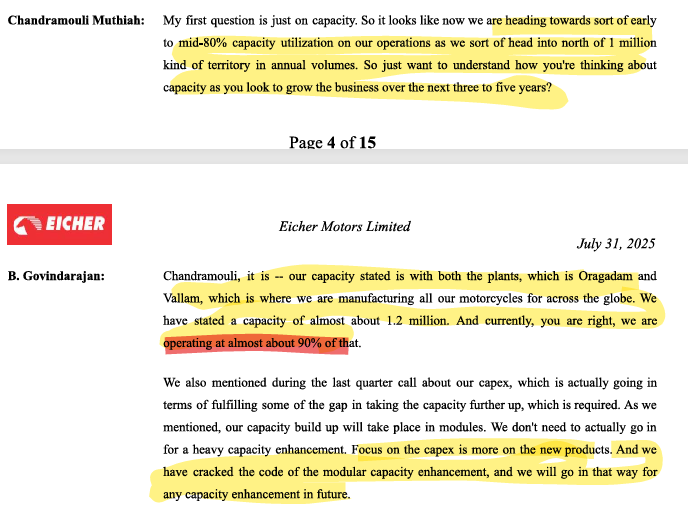 Chandramouli Muthiah: My first question is just on capacity. So it looks like now we are heading towards sort of early
to mid-80% capacity utilization on our operations as we sort of head into north of 1 million
kind of territory in annual volumes. So just want to understand how you're thinking about
capacity as you look to grow the business over the next three to five years?
Page 4 of 15
EICHER
Eicher Motors Limited
July 31, 2025
B. Govindarajan: Chandramouli, it is -- our capacity stated is with both the plants, which is Oragadam and
Vallam, which is where we are manufacturing all our motorcycles for across the globe. We
have stated a capacity of almost about 1.2 million. And currently, you are right, we are
operating at almost about 90% of that.
We also mentioned during the last quarter call about our capex, which is actually going in
terms of fulfilling some of the gap in taking the capacity further up, which is required. As we
mentioned, our capacity build up will take place in modules. We don't need to actually go in
for a heavy capacity enhancement. Focus on the capex is more on the new products. And we
have cracked the code of the modular capacity enhancement, and we will go in that way for
any capacity enhancement in future.